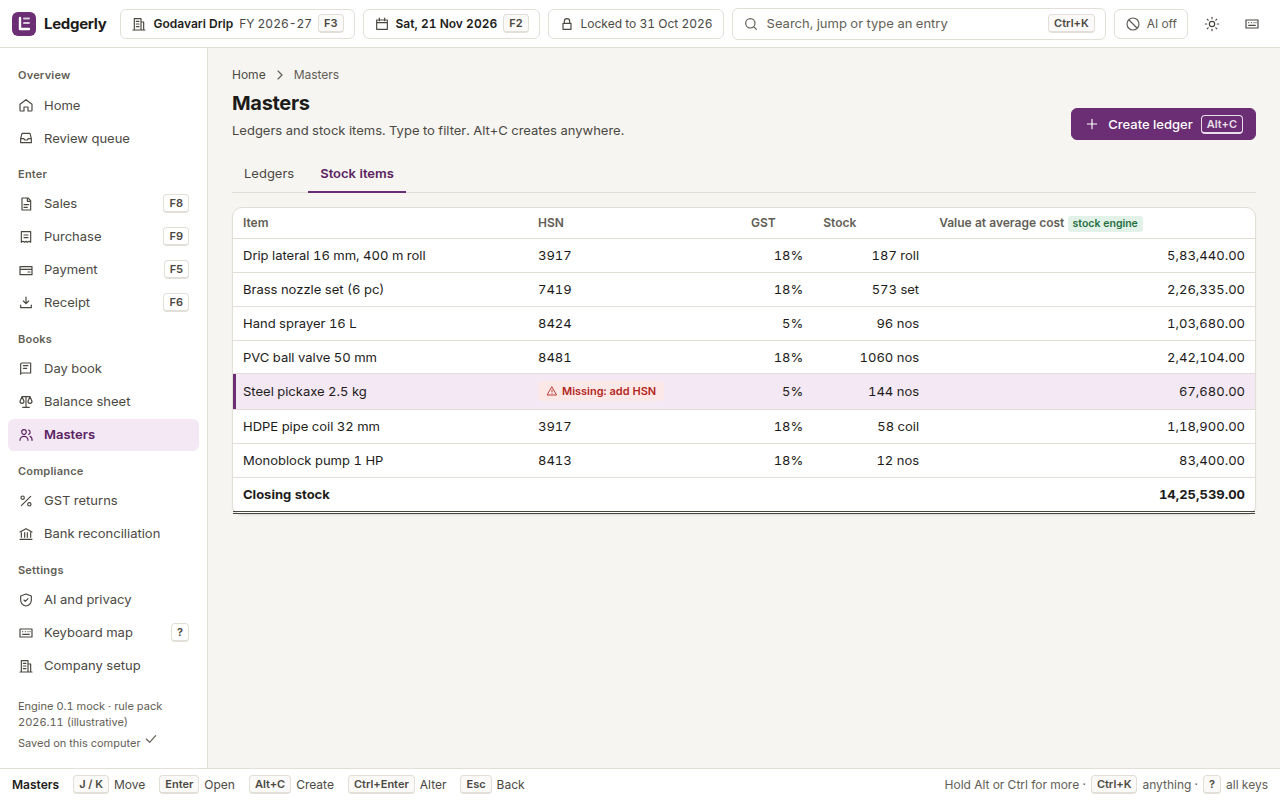 Ledgerly
Godavari Drip FY 2026-27 F3
Sat, 21 Nov 2026 F2
Locked to 31 Oct 2026
Search, jump or type an entry Ctrl+K
AI off
Overview
Home
Review queue
Enter
Sales F8
Purchase F9
Payment F5
Receipt F6
Books
Day book
Balance sheet
Masters
Compliance
GST returns
Bank reconciliation
Settings
AI and privacy
Keyboard map ?
Company setup
Engine 0.1 mock · rule pack
2026.11 (illustrative)
Saved on this computer
Home Masters
Masters
Ledgers and stock items. Type to filter. Alt+C creates anywhere.
Create ledger Alt+C
Ledgers Stock items
Item HSN GST Stock Value at average cost stock engine
Drip lateral 16 mm, 400 m roll 3917 18% 187 roll 5,83,440.00
Brass nozzle set (6 pc) 7419 18% 573 set 2,26,335.00
Hand sprayer 16 L 8424 5% 96 nos 1,03,680.00
PVC ball valve 50 mm 8481 18% 1060 nos 2,42,104.00
Steel pickaxe 2.5 kg Missing: add HSN 5% 144 nos 67,680.00
HDPE pipe coil 32 mm 3917 18% 58 coil 1,18,900.00
Monoblock pump 1 HP 8413 18% 12 nos 83,400.00
Closing stock 14,25,539.00
Masters J / K Move Enter Open Alt+C Create Ctrl+Enter Alter Esc Back
Hold Alt or Ctrl for more · Ctrl+K anything · ? all keys